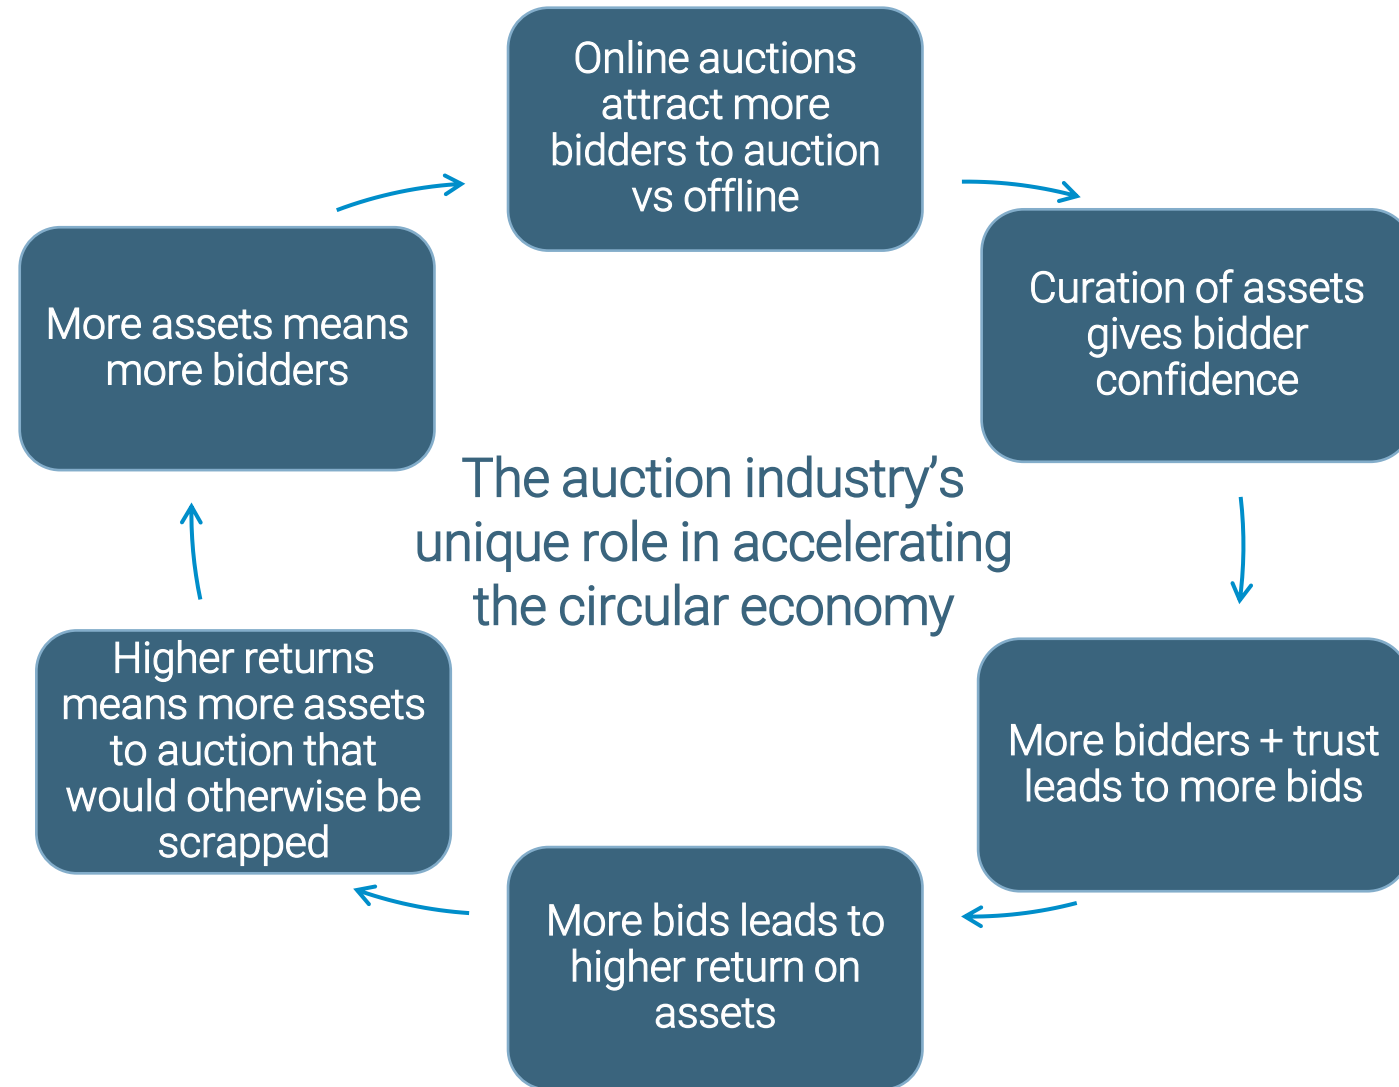 Online auctions
attract more
bidders to auction
vs offline
Curation of assets
gives bidder
confidence
More bidders + trust
leads to more bids
More bids leads to
higher return on
assets
Higher returns
means more assets
to auction that
would otherwise be
scrapped
More assets means
more bidders
The auction industry’s
unique role in accelerating
the circular economy